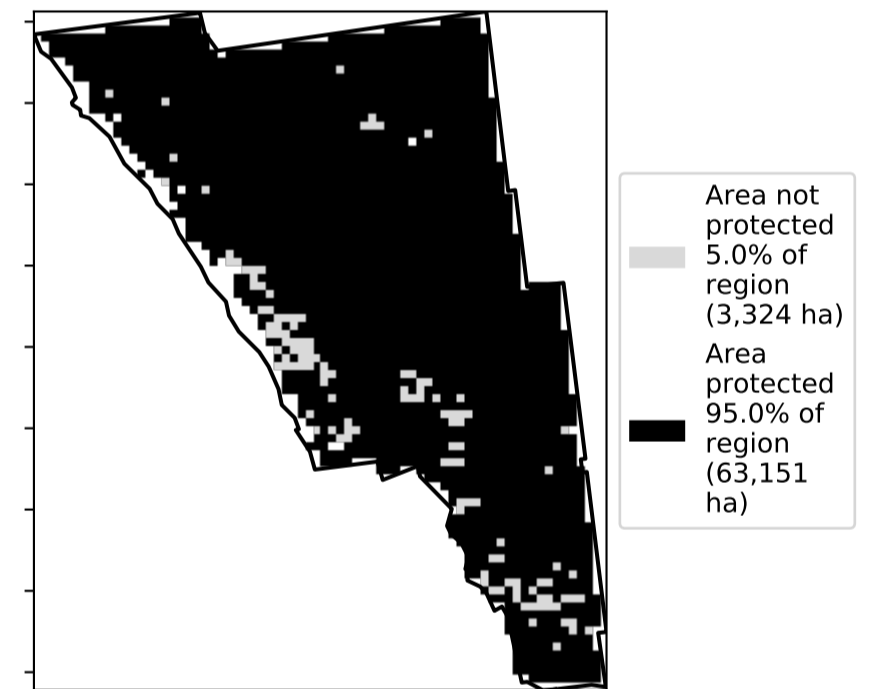 Area not
protected
5.0% of
region
(3,324 ha)
Area
protected
95.0% of
region
(63,151
ha)